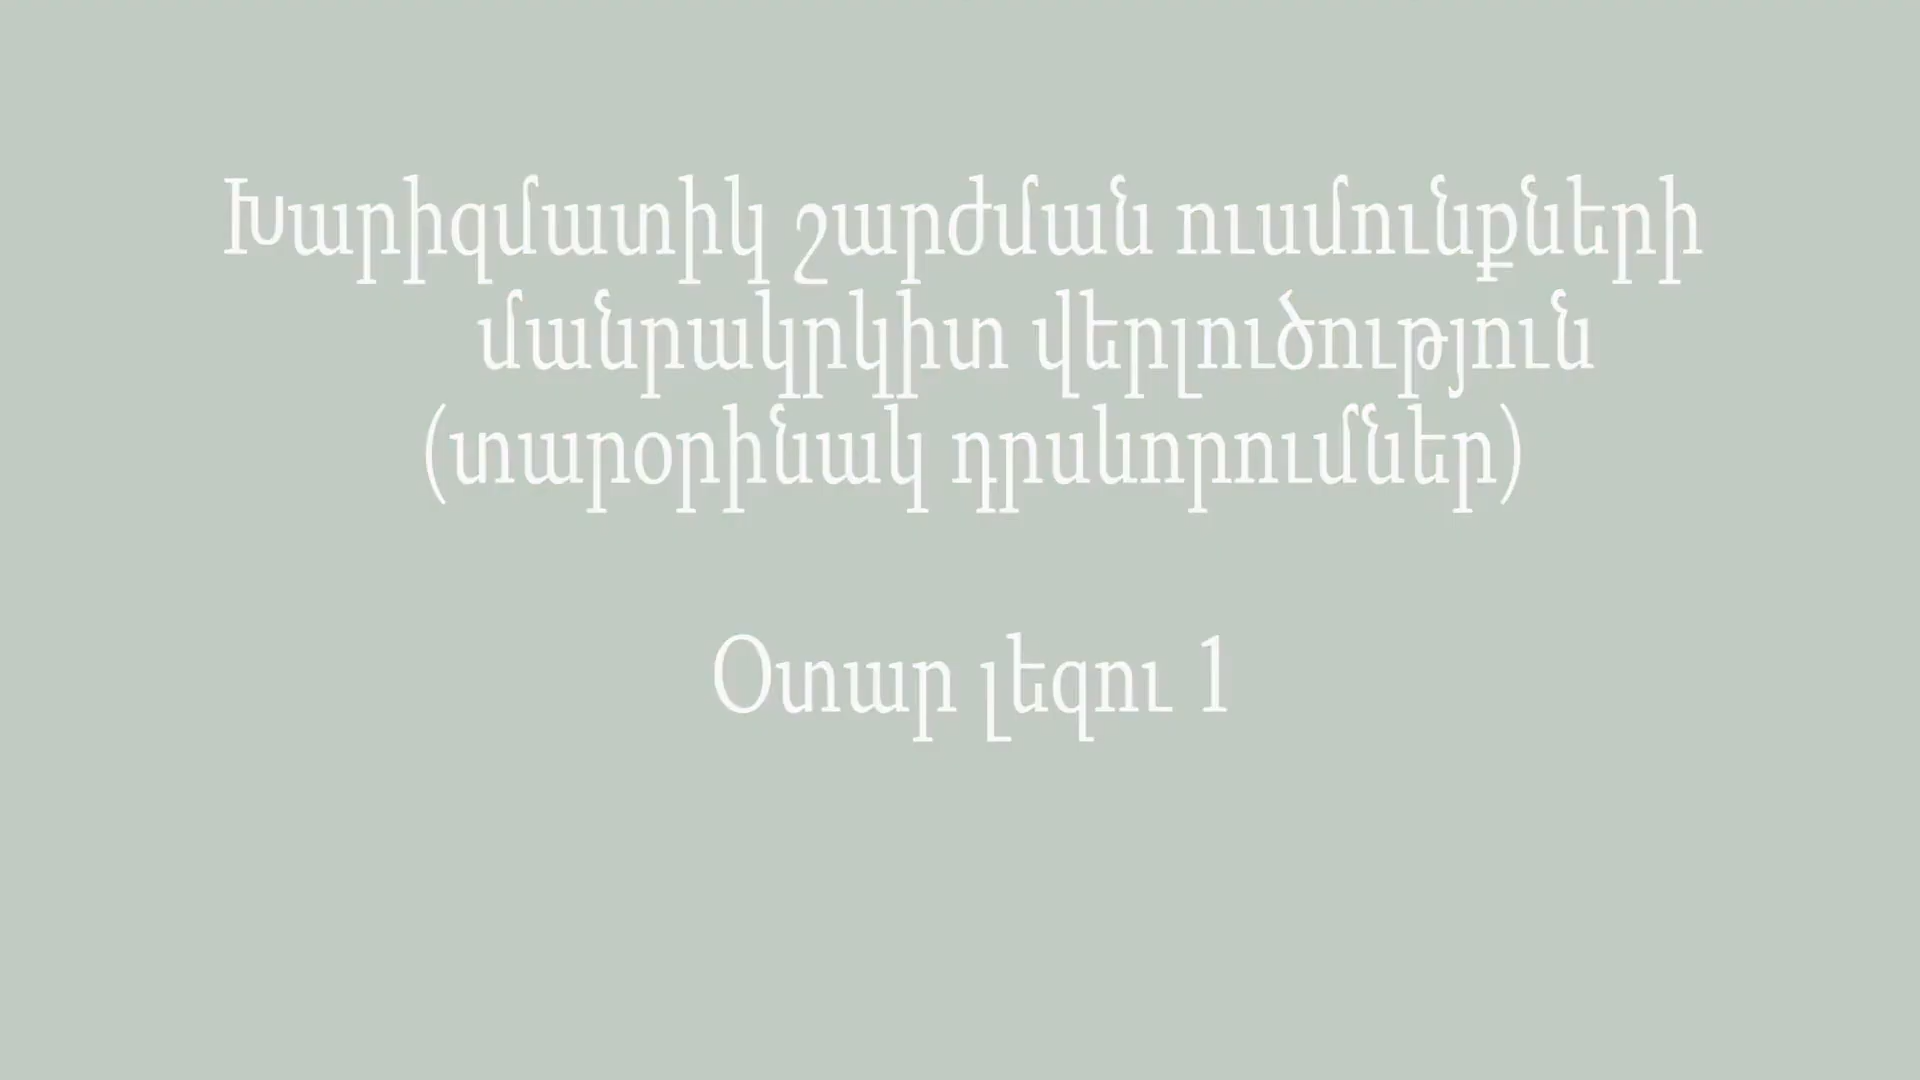 Խարիզմատիկ շարժման ուսմունքների
մանրակրկիտ վերլուծություն
(տարօրինակ դրսևորումներ)
Օտար լեզու 1